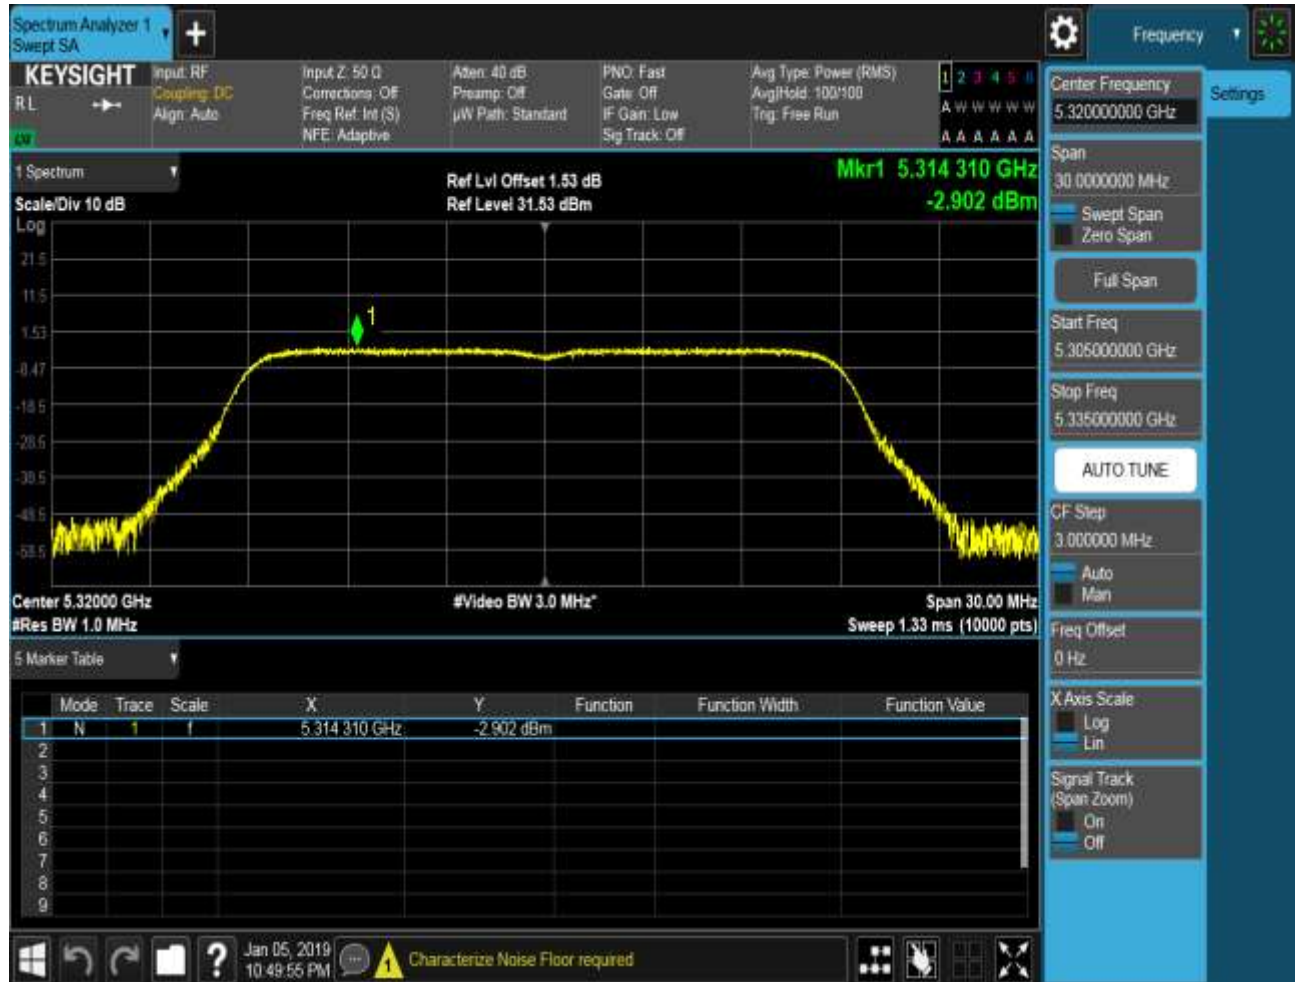 Spectrum Analyzer 1
Swept SA
Frequency
KEYSIGHT
RL
Input: RF
Coupling: DC
Align: Auto
Input Z: 50 Ω
Corrections: Off
Freq Ref: Int (S)
NFE: Adaptive
Atten: 40 dB
Preamp: Off
µW Path: Standard
PNO: Fast
Gate: Off
IF Gain: Low
Sig Track: Off
Avg Type: Power (RMS)
Avg|Hold: 100/100
Trig: Free Run
1 2 3 4 5 6
A W W W W W
A A A A A A
1 Spectrum
Scale/Div 10 dB
Ref Lvl Offset 1.53 dB
Ref Level 31.53 dBm
Mkr1 5.314 310 GHz
-2.902 dBm
Log
21.5
11.5
1.53
-8.47
-18.5
-28.5
-38.5
-48.5
-58.5
1
Center 5.32000 GHz
#Video BW 3.0 MHz*
Span 30.00 MHz
#Res BW 1.0 MHz
Sweep 1.33 ms (10000 pts)
5 Marker Table
Mode Trace Scale X Y Function Function Width Function Value
1 N 1 f 5.314 310 GHz -2.902 dBm
2
3
4
5
6
7
8
9
Jan 05, 2019
10:49:55 PM
Characterize Noise Floor required
Center Frequency
5.320000000 GHz
Settings
Span
30.0000000 MHz
Swept Span
Zero Span
Full Span
Start Freq
5.305000000 GHz
Stop Freq
5.335000000 GHz
AUTO TUNE
CF Step
3.000000 MHz
Auto
Man
Freq Offset
0 Hz
X Axis Scale
Log
Lin
Signal Track
(Span Zoom)
On
Off